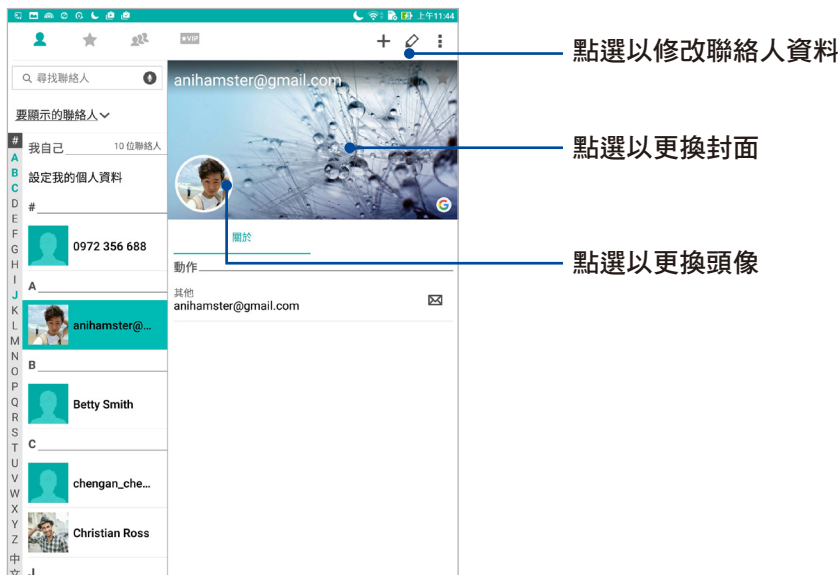 上午11:44
VIP
點選以修改聯絡人資料
尋找聯絡人
anihamster@gmail.com
要顯示的聯絡人
#
A
B
C
D
E
F
G
H
I
J
K
L
M
N
O
P
Q
R
S
T
U
V
W
X
Y
Z
中
文
我自己
10 位聯絡人
設定我的個人資料
#
0972 356 688
A
anihamster@...
B
Betty Smith
C
chengan_che...
Christian Ross
J
點選以更換封面
G
關於
點選以更換頭像
動作
其他
anihamster@gmail.com